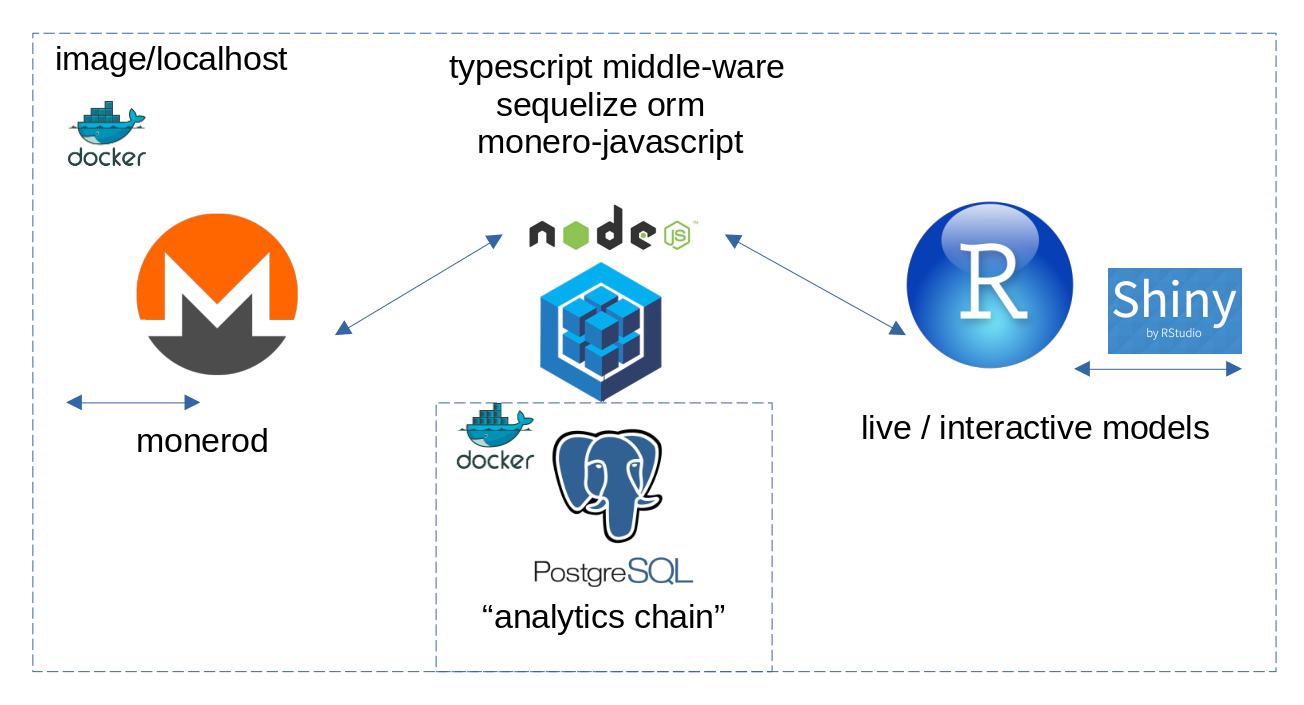 image/localhost
docker
typescript middle-ware
sequelize orm
monero-javascript
node
JS
™
R
Shiny
by RStudio
monerod
live / interactive models
docker
PostgreSQL
“analytics chain”